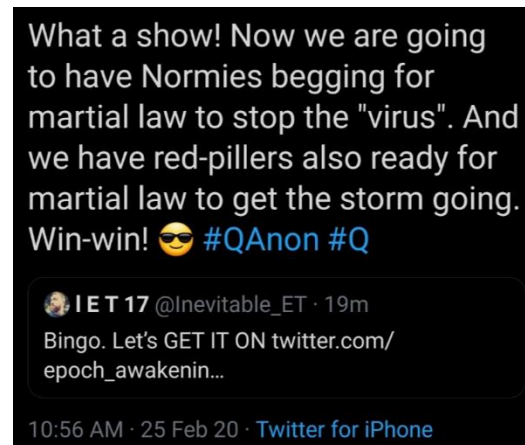 What a show! Now we are going
to have Normies begging for
martial law to stop the "virus". And
we have red-pillers also ready for
martial law to get the storm going.
Win-win! 😎 #QAnon #Q
I E T 17 @Inevitable_ET · 19m
Bingo. Let’s GET IT ON twitter.com/
epoch_awakenin…
10:56 AM · 25 Feb 20 · Twitter for iPhone